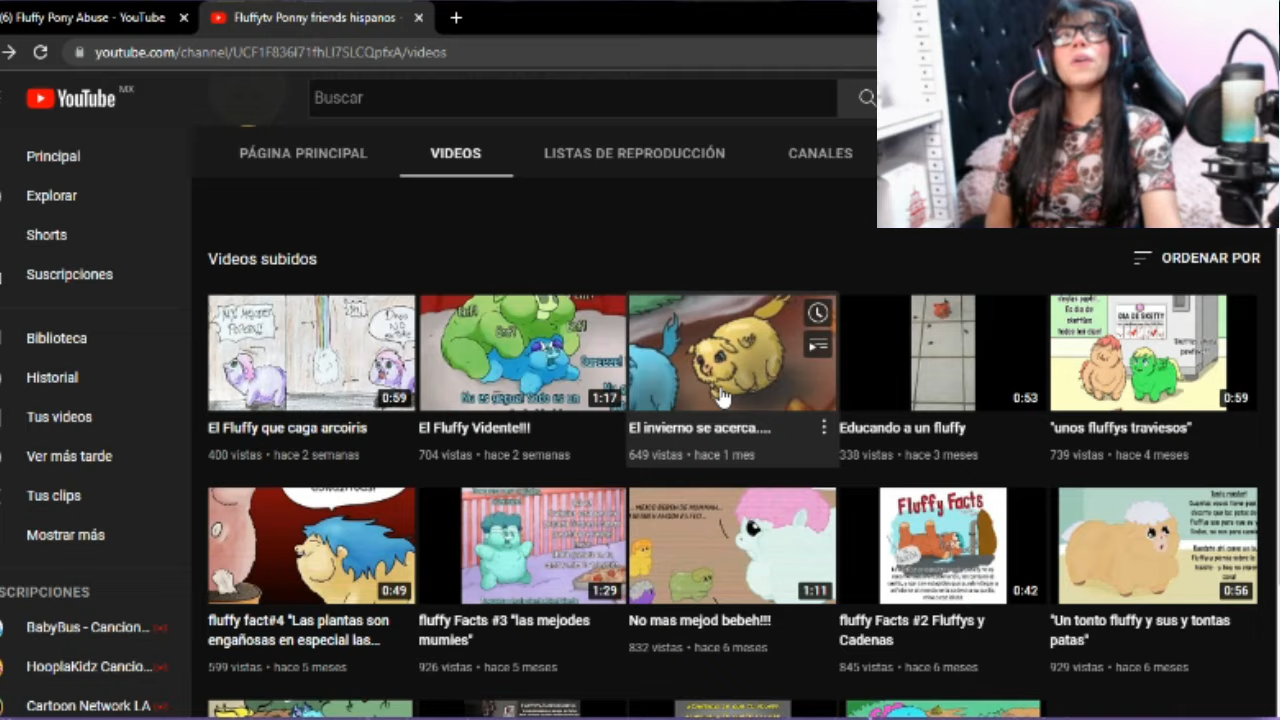 (6) Fluffy Pony Abuse - YouTube
Fluffytv Ponny friends hispanos
youtube.com/channel/UCF1F836I71fhLI7SLCQpfxA/videos
YouTube MX
Buscar
PÁGINA PRINCIPAL
VIDEOS
LISTAS DE REPRODUCCIÓN
CANALES
Principal
Explorar
Shorts
Suscripciones
Biblioteca
Historial
Tus videos
Ver más tarde
Tus clips
Mostrar más
SCRIPCIONES
BabyBus - Cancion...
HooplaKidz Cancio...
Cartoon Network LA
Videos subidos
ORDENAR POR
0:59
1:17
0:53
DIA DE SKETTY
0:59
El Fluffy que caga arcoiris
400 vistas • hace 2 semanas
El Fluffy Vidente!!!
704 vistas • hace 2 semanas
El invierno se acerca.....
649 vistas • hace 1 mes
Educando a un fluffy
338 vistas • hace 3 meses
"unos fluffys traviesos"
739 vistas • hace 4 meses
0:49
1:29
1:11
Fluffy Facts
0:42
0:56
fluffy fact#4 "Las plantas son
engañosas en especial las...
599 vistas • hace 5 meses
fluffy Facts #3 "las mejodes
mumies"
926 vistas • hace 5 meses
No mas mejod bebeh!!!
832 vistas • hace 6 meses
fluffy Facts #2 Fluffys y
Cadenas
845 vistas • hace 6 meses
"Un tonto fluffy y sus y tontas
patas"
929 vistas • hace 6 meses